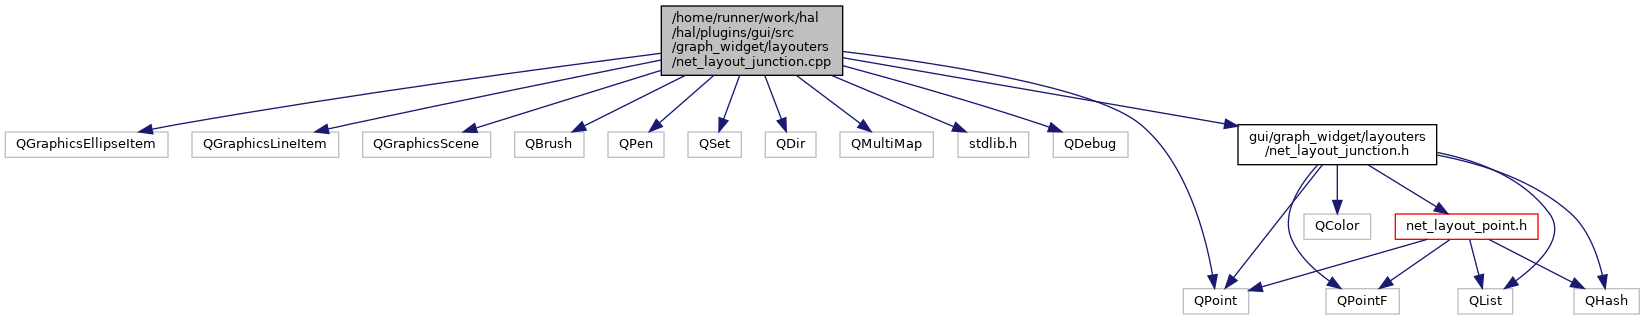 /home/runner/work/hal
/hal/plugins/gui/src
/graph_widget/layouters
/net_layout_junction.cpp
QGraphicsEllipseItem
QGraphicsLineItem
QGraphicsScene
QBrush
QPen
QSet
QDir
QMultiMap
stdlib.h
QDebug
gui/graph_widget/layouters
/net_layout_junction.h
QColor
net_layout_point.h
QPoint
QPointF
QList
QHash